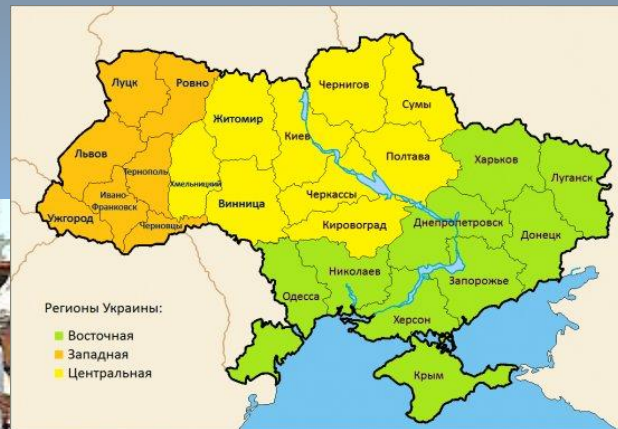 Луцк
Ровно
Житомир
Киев
Чернигов
Сумы
Львов
Тернополь
Хмельницкий
Полтава
Харьков
Луганск
Ивано-
Франковск
Ужгород
Черновцы
Винница
Черкассы
Кировоград
Днепропетровск
Донецк
Николаев
Запорожье
Одесса
Херсон
Крым
Регионы Украины:
Восточная
Западная
Центральная